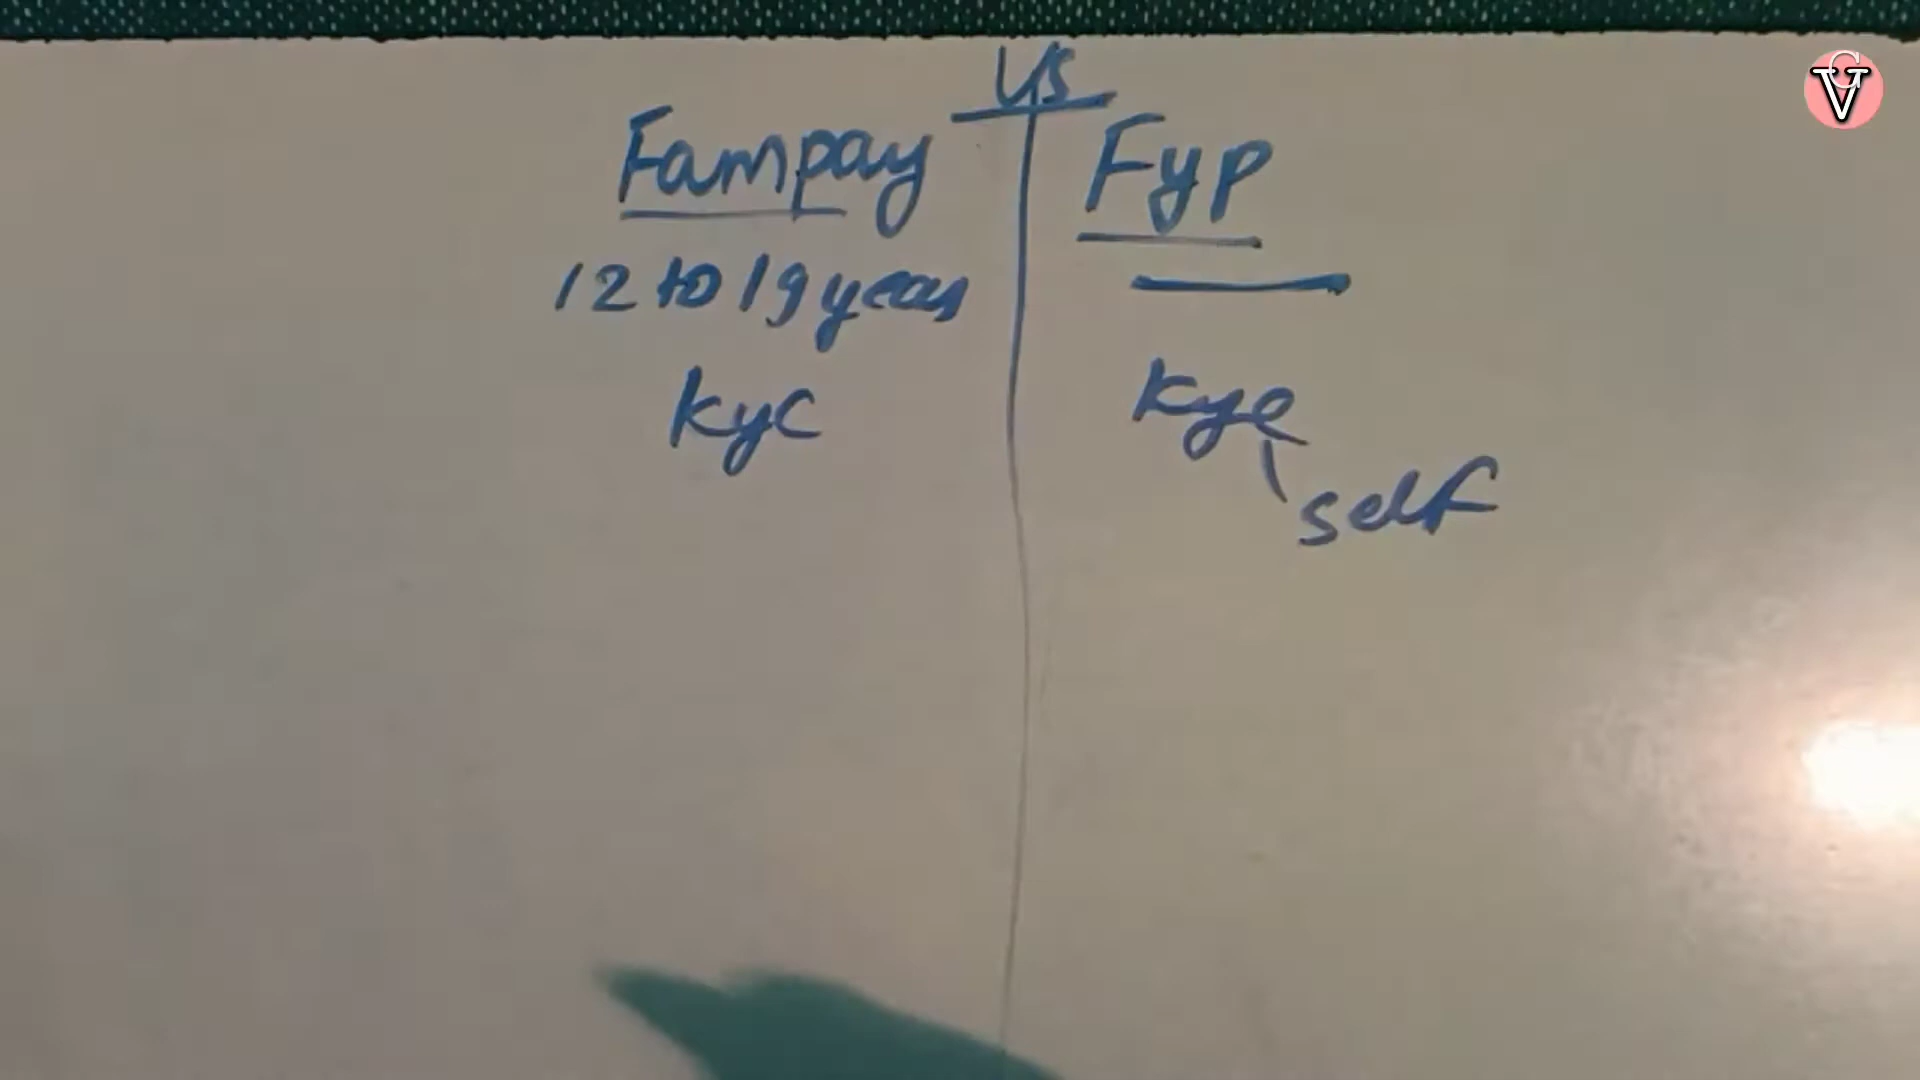 VS
Fampay
Fyp
12 to 19 years
kyc
kyc
self